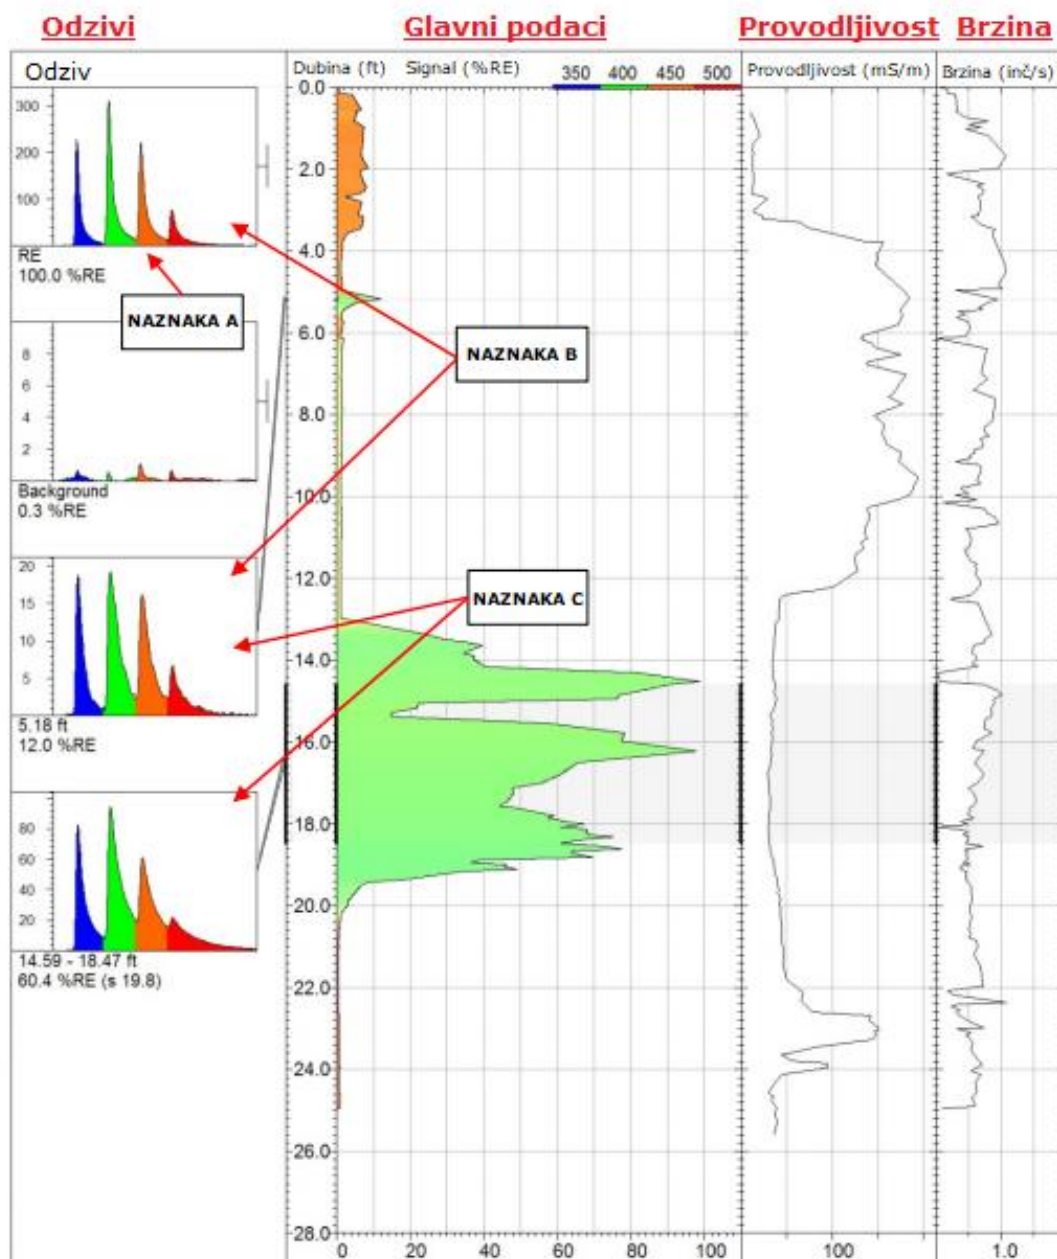 Odzivi
Glavni podaci
Provodljivost
Brzina
Odziv
Dubina (ft)
Signal (%RE)
350
400
450
500
Provodljivost (mS/m)
Brzina (inč/s)
300
200
100
RE
100.0 %RE
NAZNAKA A
8
6
4
2
Background
0.3 %RE
20
15
10
5
5.18 ft
12.0 %RE
80
60
40
20
14.59 - 18.47 ft
60.4 %RE (s 19.8)
NAZNAKA B
NAZNAKA C
0.0
2.0
4.0
6.0
8.0
10.0
12.0
14.0
16.0
18.0
20.0
22.0
24.0
26.0
28.0
0
20
40
60
80
100
100
1.0